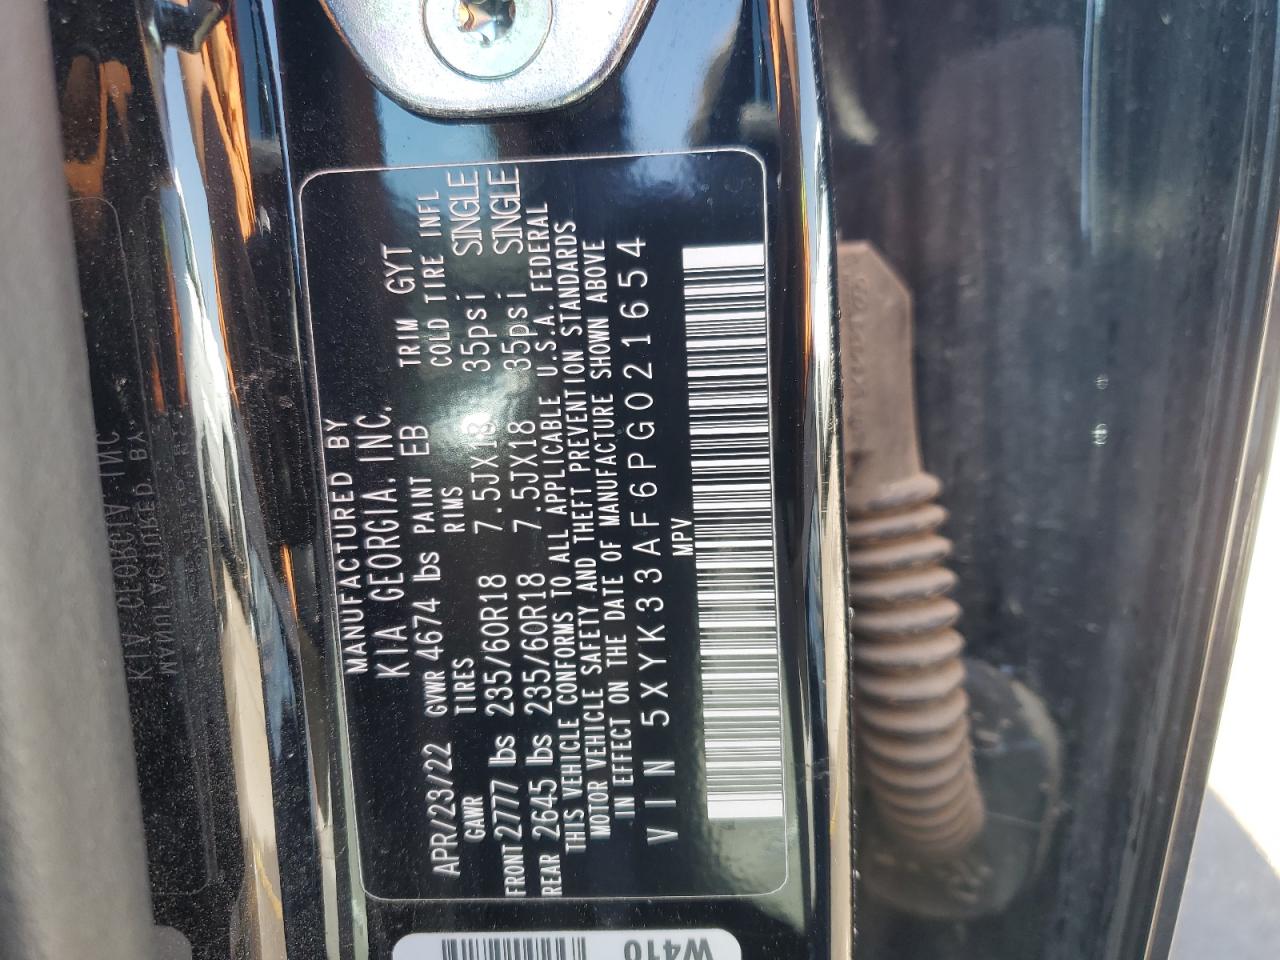 MANUFACTURED BY
KIA GEORGIA, INC.
APR/23/22 GVWR 4674 lbs PAINT EB TRIM GYT
GAWR TIRES RIMS COLD TIRE INFL
FRONT 2777 lbs 235/60R18 7.5JX18 35psi SINGLE
REAR 2645 lbs 235/60R18 7.5JX18 35psi SINGLE
THIS VEHICLE CONFORMS TO ALL APPLICABLE U.S.A. FEDERAL
MOTOR VEHICLE SAFETY AND THEFT PREVENTION STANDARDS
IN EFFECT ON THE DATE OF MANUFACTURE SHOWN ABOVE
VIN 5XYK33AF6PG021654
MPV
W410